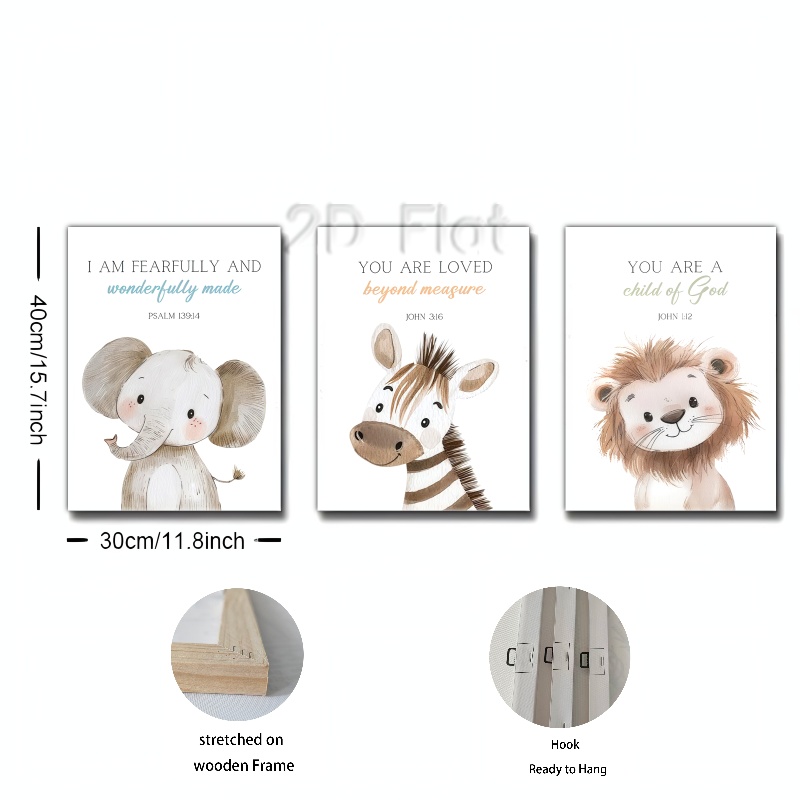 2D Flat
I AM FEARFULLY AND
wonderfully made
PSALM 139:14
YOU ARE LOVED
beyond measure
JOHN 3:16
YOU ARE A
child of God
JOHN 1:12
40cm/15.7inch
30cm/11.8inch
stretched on
wooden Frame
Hook
Ready to Hang